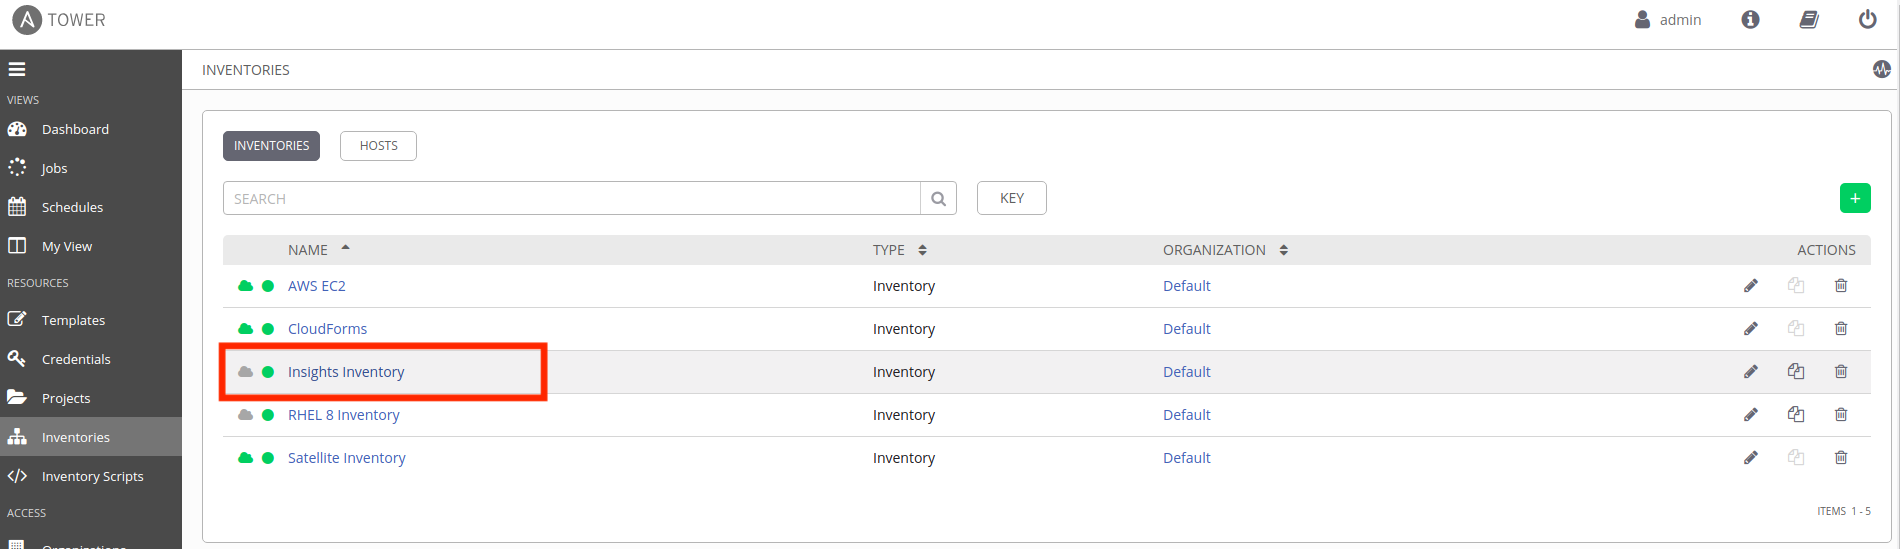 TOWER
admin
VIEWS
Dashboard
Jobs
Schedules
My View
RESOURCES
Templates
Credentials
Projects
Inventories
Inventory Scripts
ACCESS
Organizations
INVENTORIES
INVENTORIES HOSTS
SEARCH KEY +
NAME TYPE ORGANIZATION ACTIONS
AWS EC2 Inventory Default
CloudForms Inventory Default
Insights Inventory Inventory Default
RHEL 8 Inventory Inventory Default
Satellite Inventory Inventory Default
ITEMS 1 - 5